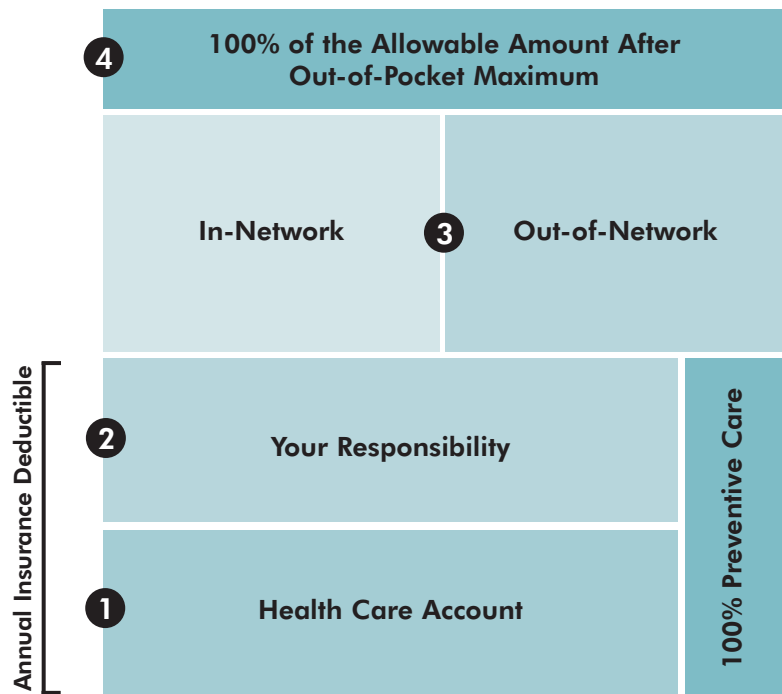 4
100% of the Allowable Amount After
Out-of-Pocket Maximum
In-Network
3
Out-of-Network
Annual Insurance Deductible
2
Your Responsibility
1
Health Care Account
100% Preventive Care